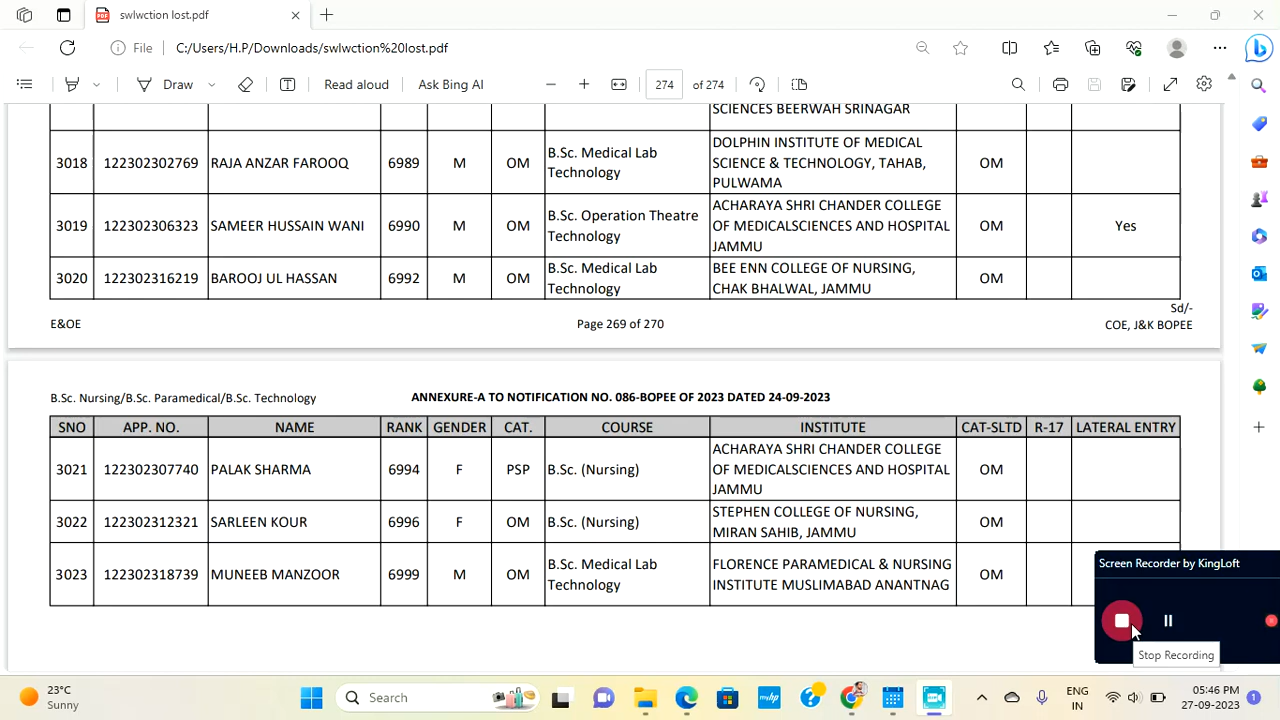 swlwction lost.pdf
File C:/Users/H.P/Downloads/swlwction%20lost.pdf
Draw Read aloud Ask Bing AI 274 of 274
SCIENCES BEERWAH SRINAGAR
3018 122302302769 RAJA ANZAR FAROOQ 6989 M OM B.Sc. Medical Lab Technology DOLPHIN INSTITUTE OF MEDICAL SCIENCE & TECHNOLOGY, TAHAB, PULWAMA OM
3019 122302306323 SAMEER HUSSAIN WANI 6990 M OM B.Sc. Operation Theatre Technology ACHARAYA SHRI CHANDER COLLEGE OF MEDICALSCIENCES AND HOSPITAL JAMMU OM Yes
3020 122302316219 BAROOJ UL HASSAN 6992 M OM B.Sc. Medical Lab Technology BEE ENN COLLEGE OF NURSING, CHAK BHALWAL, JAMMU OM
Sd/-
E&OE Page 269 of 270 COE, J&K BOPEE
B.Sc. Nursing/B.Sc. Paramedical/B.Sc. Technology ANNEXURE-A TO NOTIFICATION NO. 086-BOPEE OF 2023 DATED 24-09-2023
SNO APP. NO. NAME RANK GENDER CAT. COURSE INSTITUTE CAT-SLTD R-17 LATERAL ENTRY
3021 122302307740 PALAK SHARMA 6994 F PSP B.Sc. (Nursing) ACHARAYA SHRI CHANDER COLLEGE OF MEDICALSCIENCES AND HOSPITAL JAMMU OM
3022 122302312321 SARLEEN KOUR 6996 F OM B.Sc. (Nursing) STEPHEN COLLEGE OF NURSING, MIRAN SAHIB, JAMMU OM
3023 122302318739 MUNEEB MANZOOR 6999 M OM B.Sc. Medical Lab Technology FLORENCE PARAMEDICAL & NURSING INSTITUTE MUSLIMABAD ANANTNAG OM
Screen Recorder by KingLoft
Stop Recording
23°C
Sunny
Search
ENG
IN
05:46 PM
27-09-2023
1